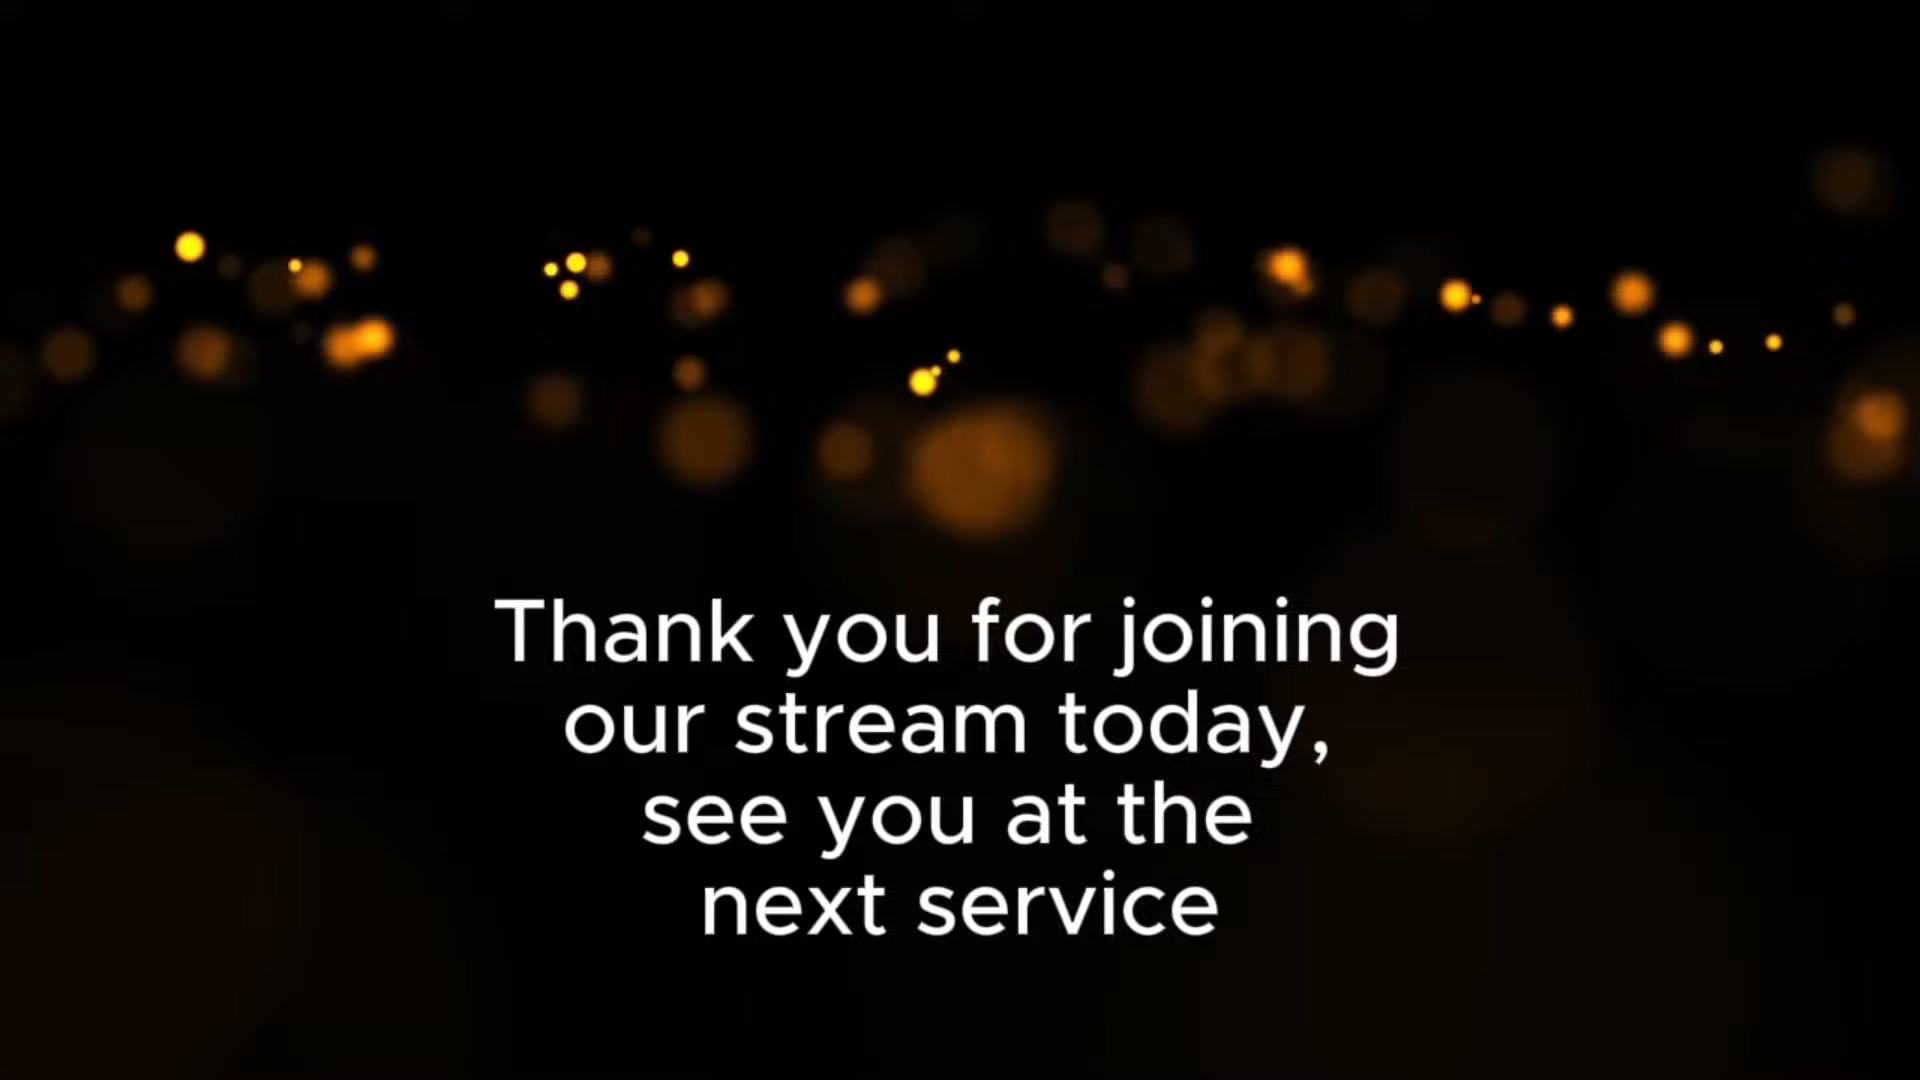 Thank you for joining
our stream today,
see you at the
next service